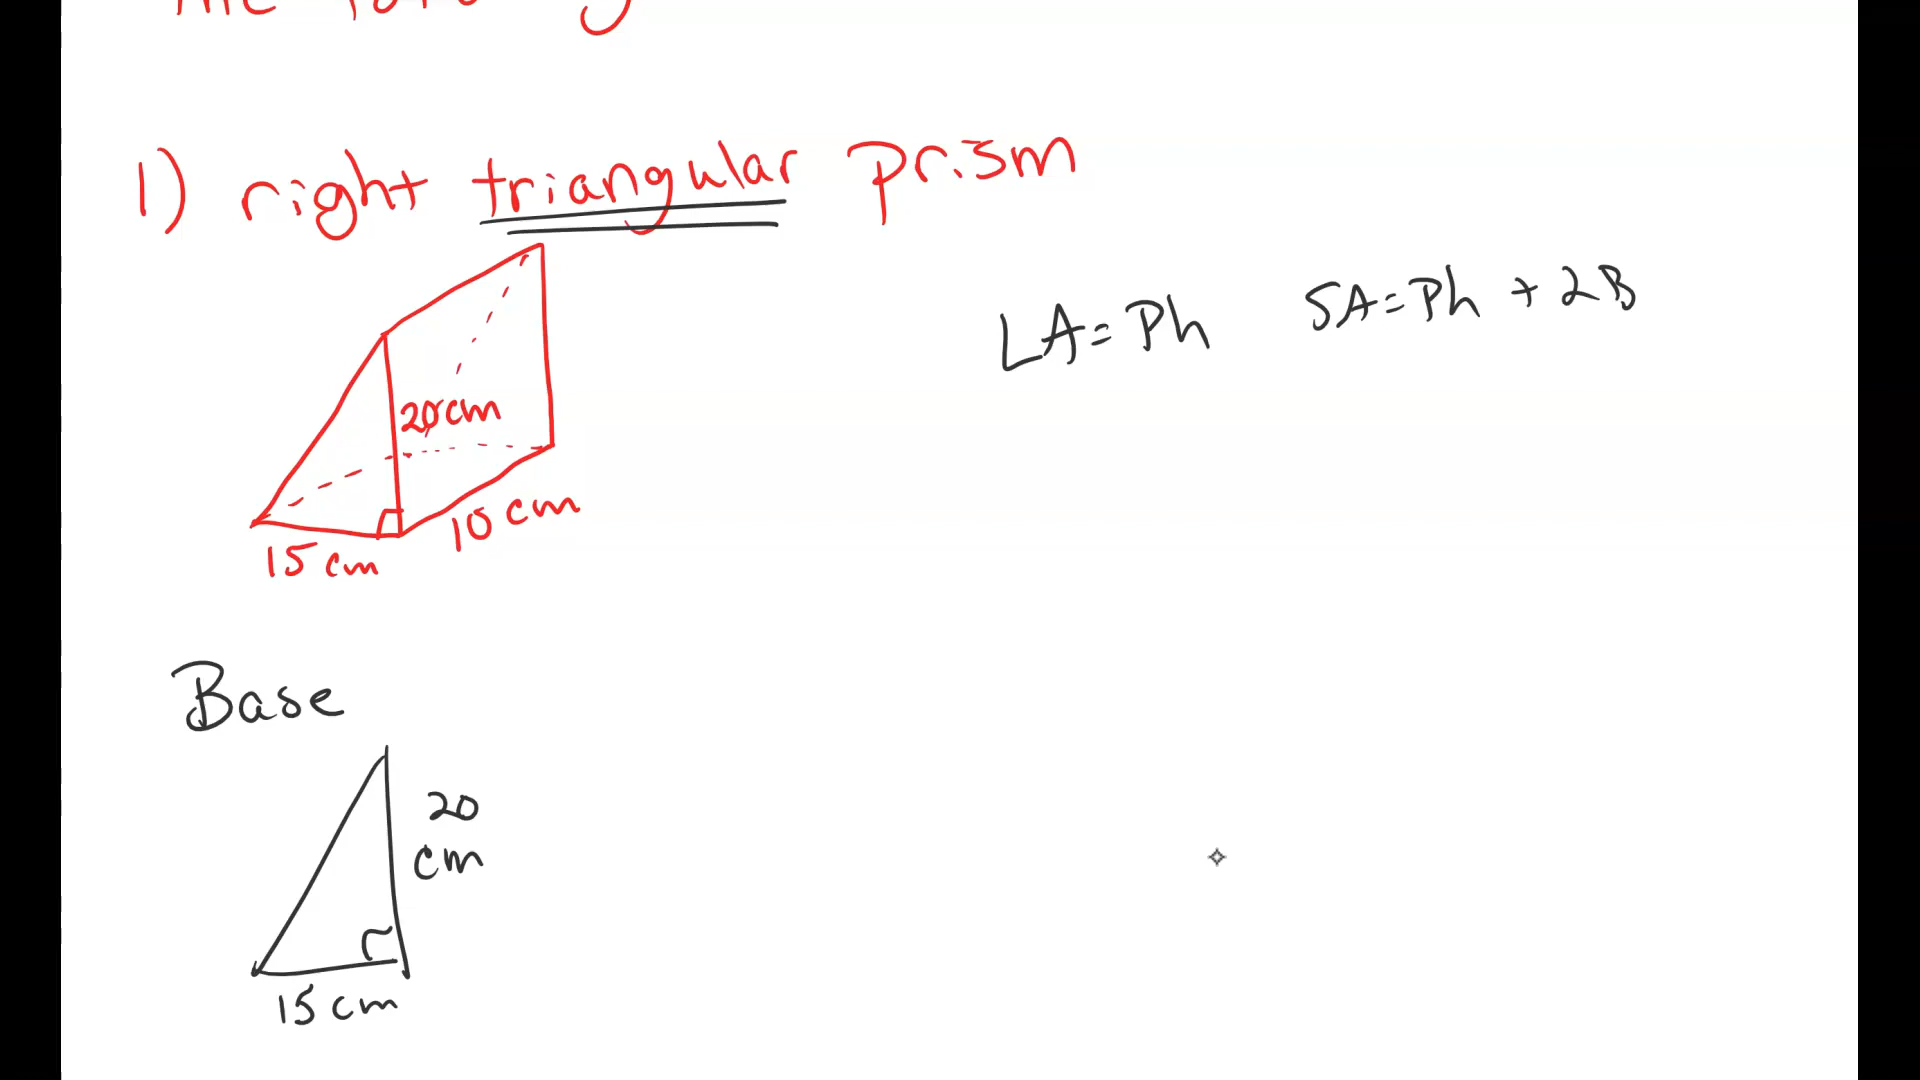 1) right triangular prism
LA = Ph SA = Ph + 2B
20cm
10 cm
15 cm
Base
20
cm
15 cm